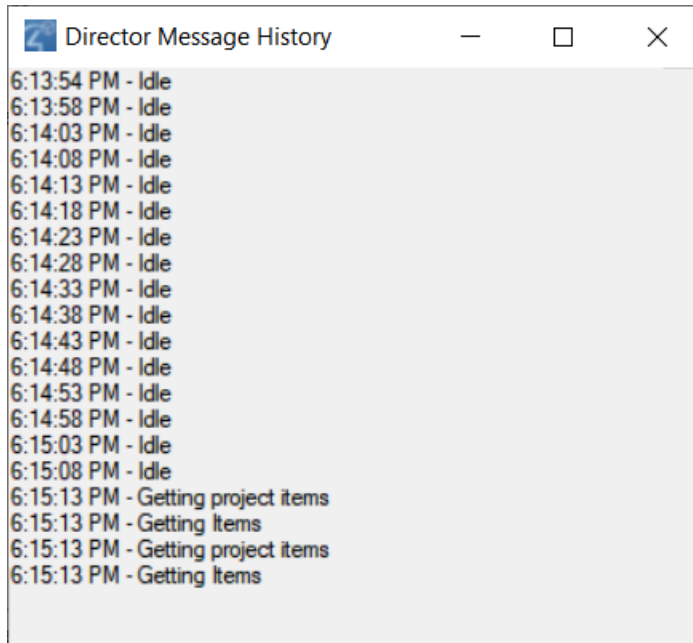 Director Message History
6:13:54 PM - Idle
6:13:58 PM - Idle
6:14:03 PM - Idle
6:14:08 PM - Idle
6:14:13 PM - Idle
6:14:18 PM - Idle
6:14:23 PM - Idle
6:14:28 PM - Idle
6:14:33 PM - Idle
6:14:38 PM - Idle
6:14:43 PM - Idle
6:14:48 PM - Idle
6:14:53 PM - Idle
6:14:58 PM - Idle
6:15:03 PM - Idle
6:15:08 PM - Idle
6:15:13 PM - Getting project items
6:15:13 PM - Getting Items
6:15:13 PM - Getting project items
6:15:13 PM - Getting Items